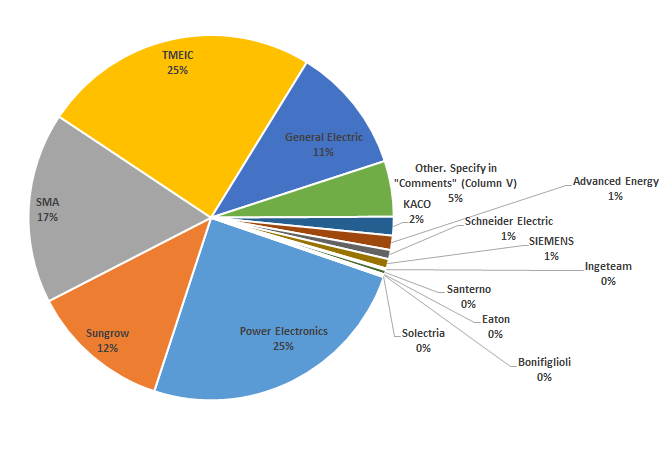 TMEIC
25%
General Electric
11%
Other. Specify in
"Comments" (Column V)
5%
KACO
2%
Advanced Energy
1%
Schneider Electric
1%
SIEMENS
1%
Ingeteam
0%
Santerno
0%
Eaton
0%
Bonifiglioli
0%
Solectria
0%
Power Electronics
25%
Sungrow
12%
SMA
17%